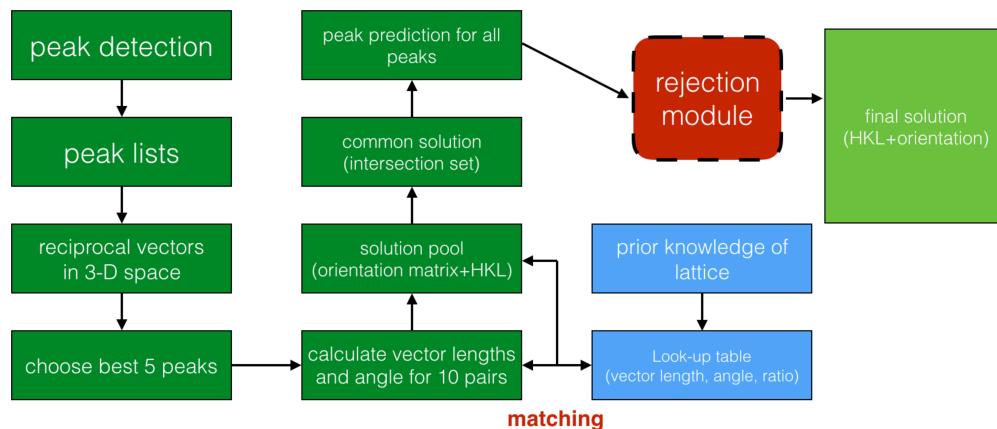 peak detection
peak lists
reciprocal vectors
in 3-D space
choose best 5 peaks
peak prediction for all
peaks
common solution
(intersection set)
solution pool
(orientation matrix+HKL)
calculate vector lengths
and angle for 10 pairs
matching
rejection
module
prior knowledge of
lattice
Look-up table
(vector length, angle, ratio)
final solution
(HKL+orientation)